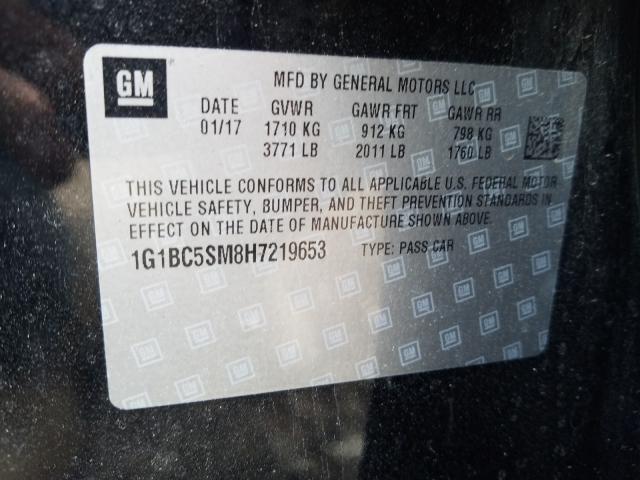 GM
MFD BY GENERAL MOTORS LLC
DATE GVWR GAWR FRT GAWR RR
01/17 1710 KG 912 KG 798 KG
3771 LB 2011 LB 1760 LB
THIS VEHICLE CONFORMS TO ALL APPLICABLE U.S. FEDERAL MOTOR
VEHICLE SAFETY, BUMPER, AND THEFT PREVENTION STANDARDS IN
EFFECT ON THE DATE OF MANUFACTURE SHOWN ABOVE.
1G1BC5SM8H7219653 TYPE: PASS CAR